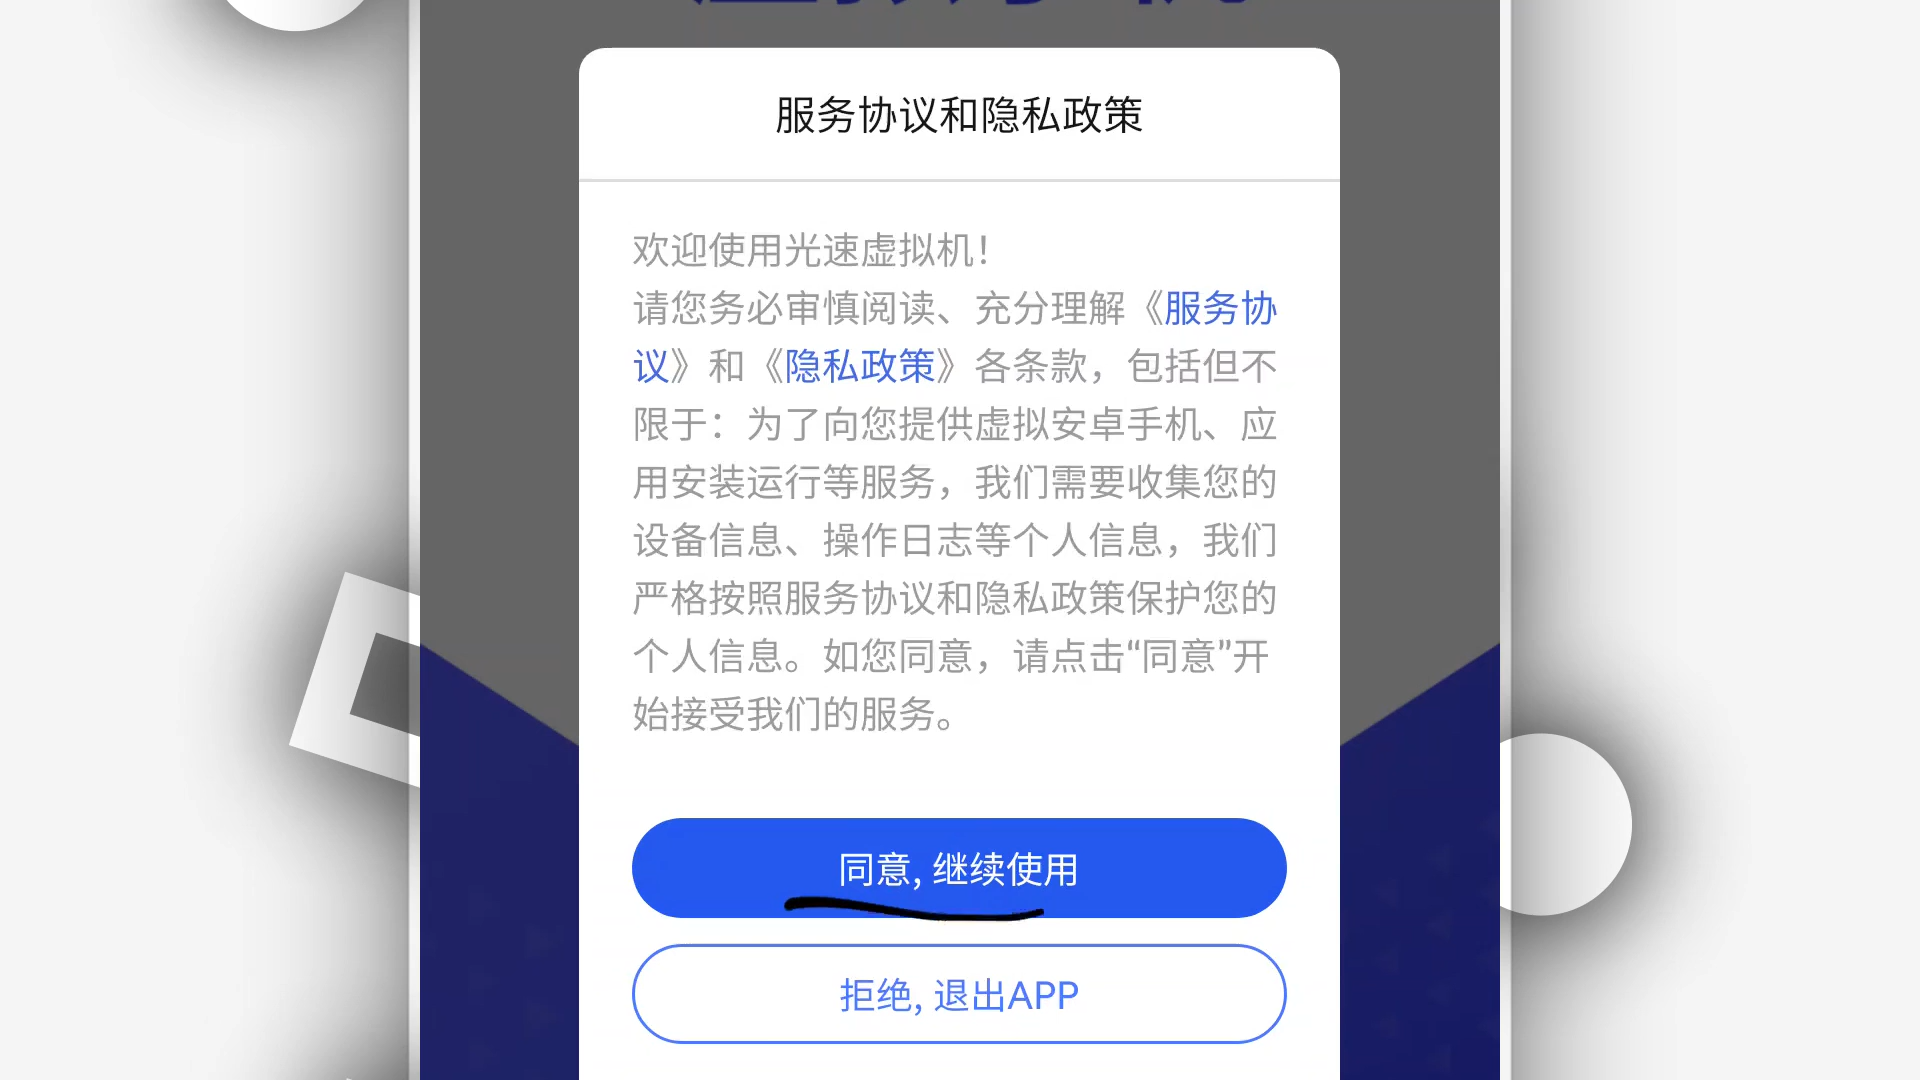 服务协议和隐私政策
欢迎使用光速虚拟机！
请您务必审慎阅读、充分理解《服务协
议》和《隐私政策》各条款，包括但不
限于：为了向您提供虚拟安卓手机、应
用安装运行等服务，我们需要收集您的
设备信息、操作日志等个人信息，我们
严格按照服务协议和隐私政策保护您的
个人信息。如您同意，请点击“同意”开
始接受我们的服务。
同意, 继续使用
拒绝, 退出APP